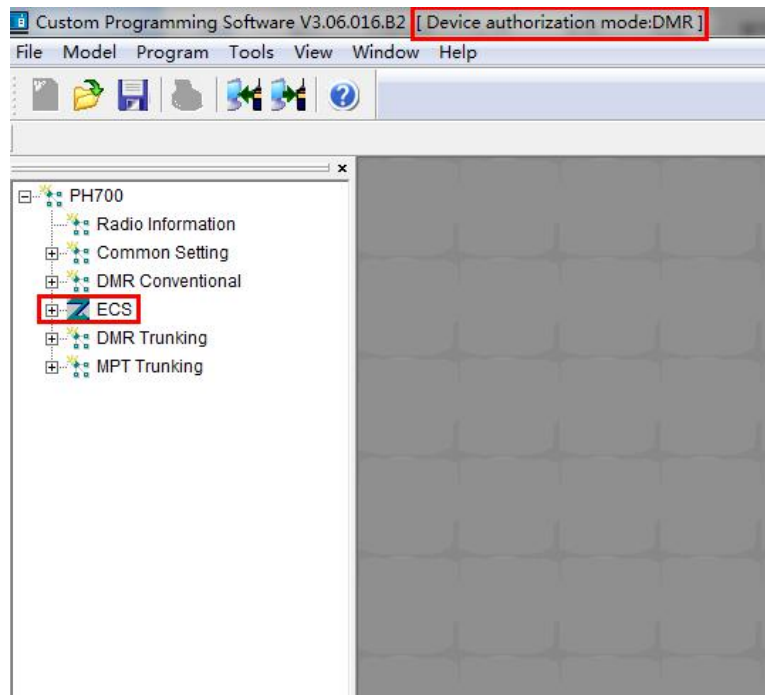 Custom Programming Software V3.06.016.B2 [ Device authorization mode:DMR ]
File Model Program Tools View Window Help
PH700
Radio Information
Common Setting
DMR Conventional
ECS
DMR Trunking
MPT Trunking